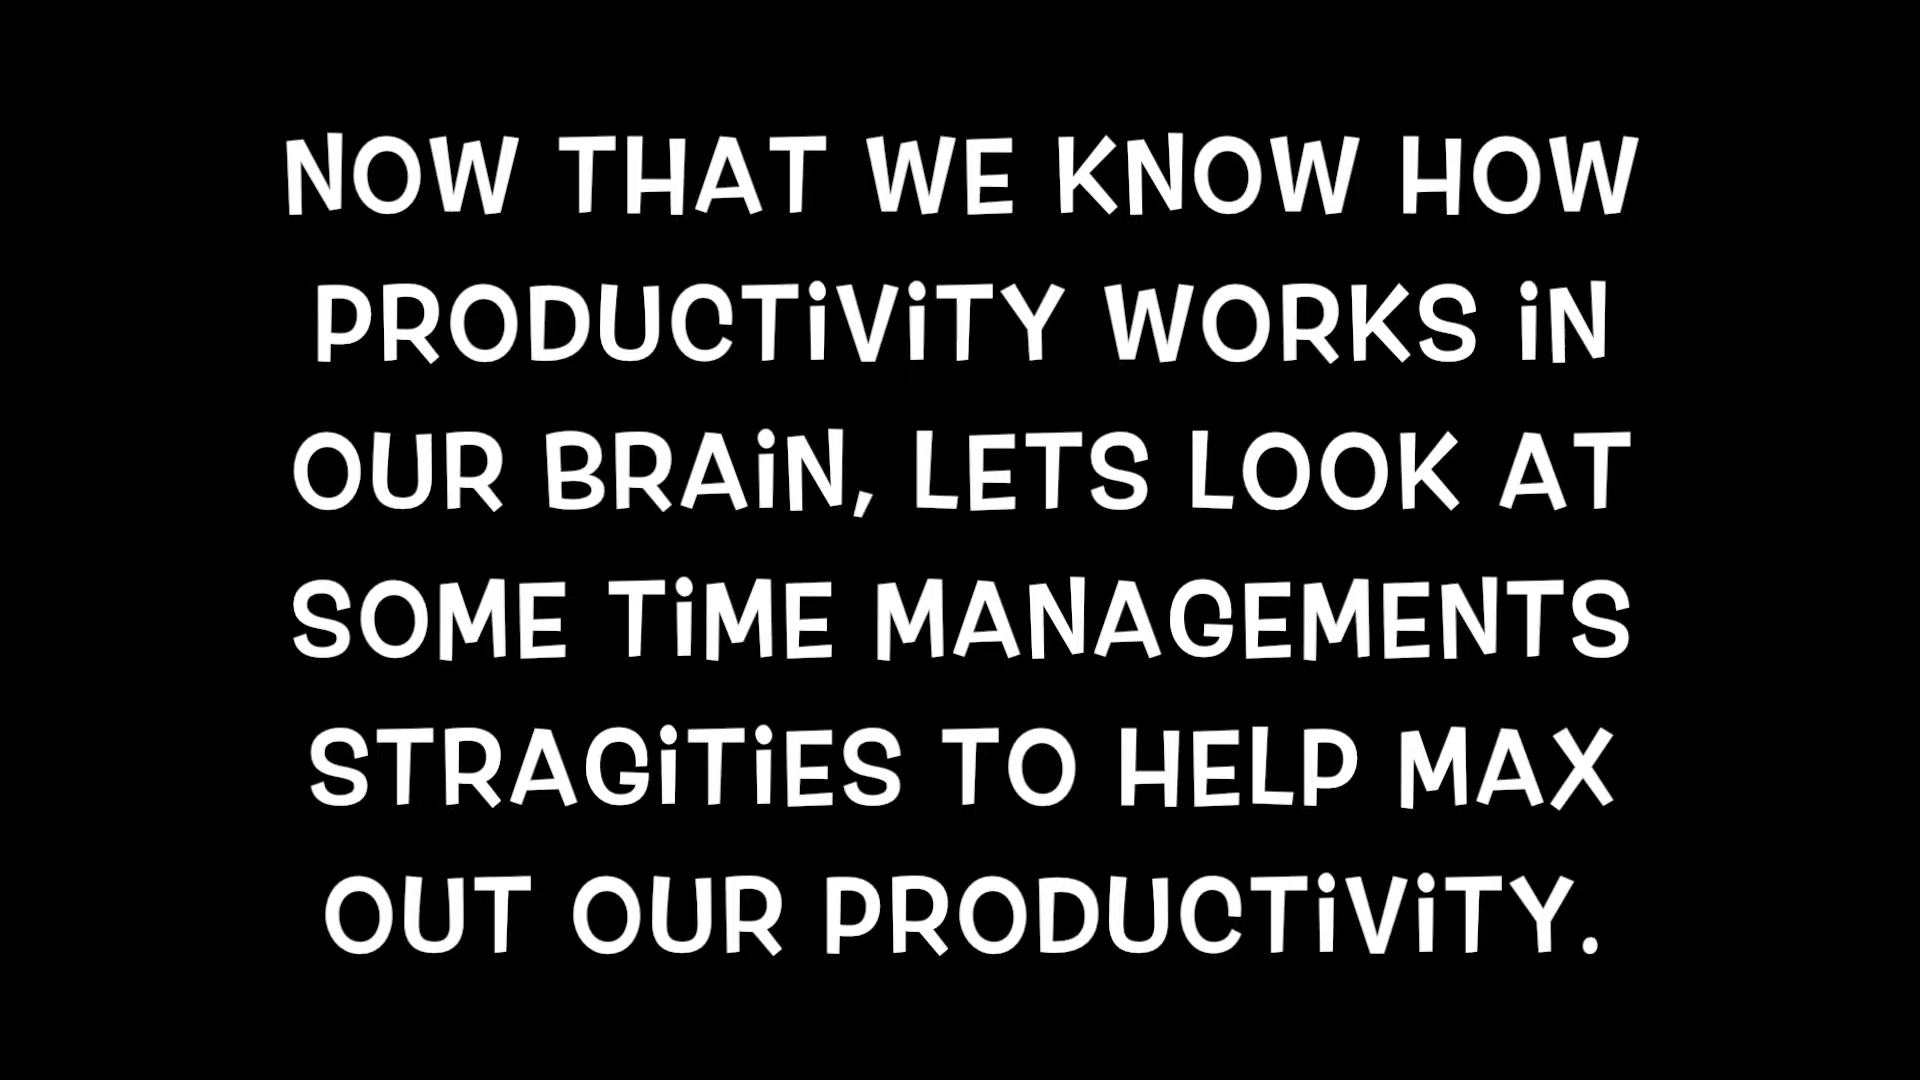 NOW THAT WE KNOW HOW
PRODUCTiViTY WORKS iN
OUR BRAiN, LETS LOOK AT
SOME TiME MANAGEMENTS
STRAGiTiES TO HELP MAX
OUT OUR PRODUCTiViTY.